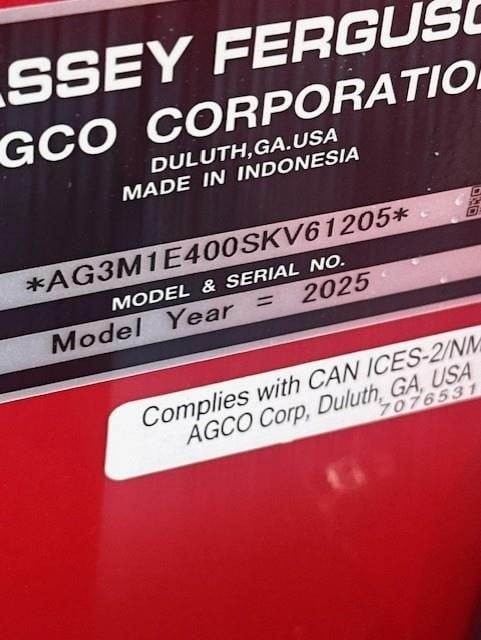 ASSEY FERGUS
GCO CORPORATIO
DULUTH,GA.USA
MADE IN INDONESIA
*AG3M1E400SKV61205*
MODEL & SERIAL NO.
Model Year = 2025
Complies with CAN ICES-2/NM
AGCO Corp, Duluth, GA, USA
7076531